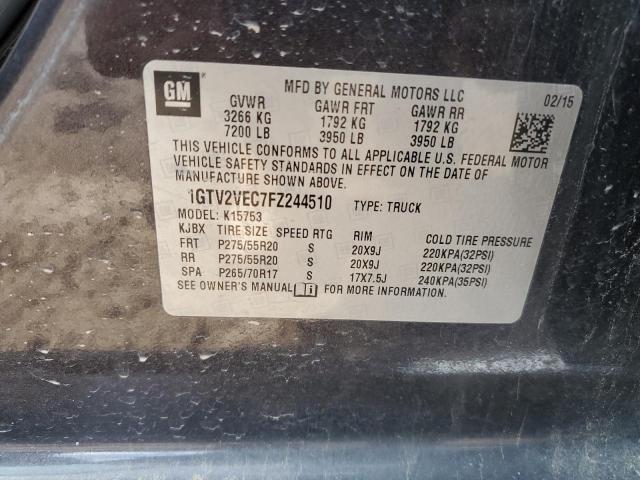 GM
MFD BY GENERAL MOTORS LLC
02/15
GVWR GAWR FRT GAWR RR
3266 KG 1792 KG 1792 KG
7200 LB 3950 LB 3950 LB
THIS VEHICLE CONFORMS TO ALL APPLICABLE U.S. FEDERAL MOTOR
VEHICLE SAFETY STANDARDS IN EFFECT ON THE DATE OF
MANUFACTURE SHOWN ABOVE.
1GTV2VEC7FZ244510 TYPE: TRUCK
MODEL: K15753
KJBX TIRE SIZE SPEED RTG RIM COLD TIRE PRESSURE
FRT P275/55R20 S 20X9J 220KPA(32PSI)
RR P275/55R20 S 20X9J 220KPA(32PSI)
SPA P265/70R17 S 17X7.5J 240KPA(35PSI)
SEE OWNER'S MANUAL FOR MORE INFORMATION.